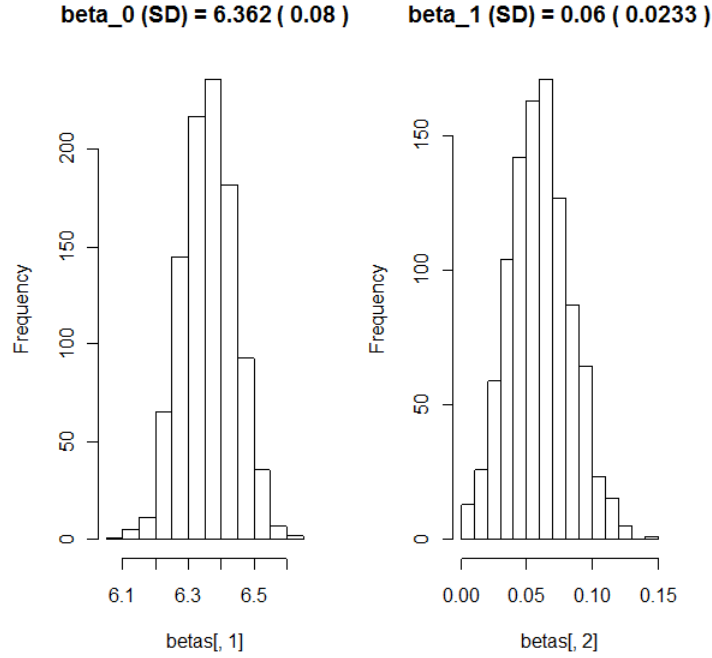 beta_0 (SD) = 6.362 ( 0.08 )
Frequency
200
150
100
50
0
6.1 6.3 6.5
betas[, 1]
beta_1 (SD) = 0.06 ( 0.0233 )
Frequency
150
100
50
0
0.00 0.05 0.10 0.15
betas[, 2]